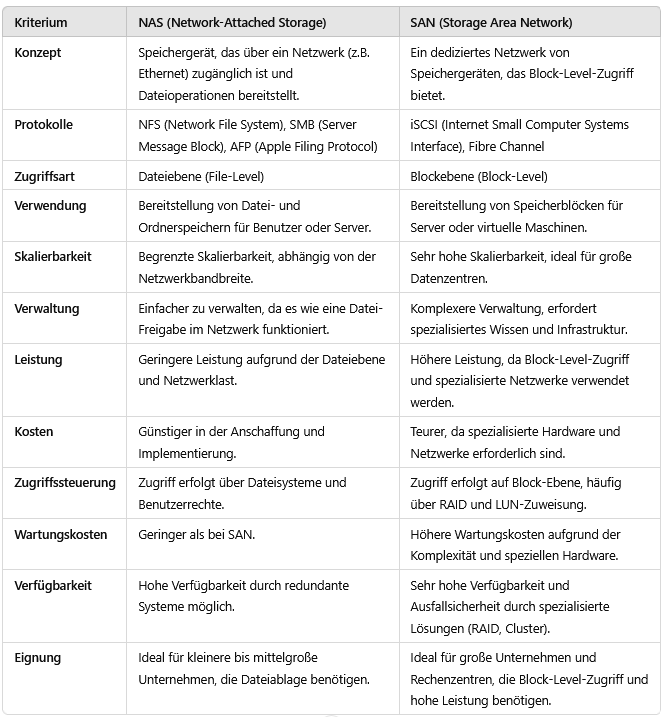 Kriterium NAS (Network-Attached Storage) SAN (Storage Area Network)
Konzept Speichergerät, das über ein Netzwerk (z.B. Ein dediziertes Netzwerk von
Ethernet) zugänglich ist und Speichergeräten, das Block-Level-Zugriff
Dateioperationen bereitstellt. bietet.
Protokolle NFS (Network File System), SMB (Server iSCSI (Internet Small Computer Systems
Message Block), AFP (Apple Filing Protocol) Interface), Fibre Channel
Zugriffsart Dateiebene (File-Level) Blockebene (Block-Level)
Verwendung Bereitstellung von Datei- und Bereitstellung von Speicherblöcken für
Ordnerspeichern für Benutzer oder Server. Server oder virtuelle Maschinen.
Skalierbarkeit Begrenzte Skalierbarkeit, abhängig von der Sehr hohe Skalierbarkeit, ideal für große
Netzwerkbandbreite. Datenzentren.
Verwaltung Einfacher zu verwalten, da es wie eine Datei- Komplexere Verwaltung, erfordert
Freigabe im Netzwerk funktioniert. spezialisiertes Wissen und Infrastruktur.
Leistung Geringere Leistung aufgrund der Dateiebene Höhere Leistung, da Block-Level-Zugriff
und Netzwerklast. und spezialisierte Netzwerke verwendet
werden.
Kosten Günstiger in der Anschaffung und Teurer, da spezialisierte Hardware und
Implementierung. Netzwerke erforderlich sind.
Zugriffssteuerung Zugriff erfolgt über Dateisysteme und Zugriff erfolgt auf Block-Ebene, häufig
Benutzerrechte. über RAID und LUN-Zuweisung.
Wartungskosten Geringer als bei SAN. Höhere Wartungskosten aufgrund der
Komplexität und speziellen Hardware.
Verfügbarkeit Hohe Verfügbarkeit durch redundante Sehr hohe Verfügbarkeit und
Systeme möglich. Ausfallsicherheit durch spezialisierte
Lösungen (RAID, Cluster).
Eignung Ideal für kleinere bis mittelgroße Ideal für große Unternehmen und
Unternehmen, die Dateiablage benötigen. Rechenzentren, die Block-Level-Zugriff und
hohe Leistung benötigen.